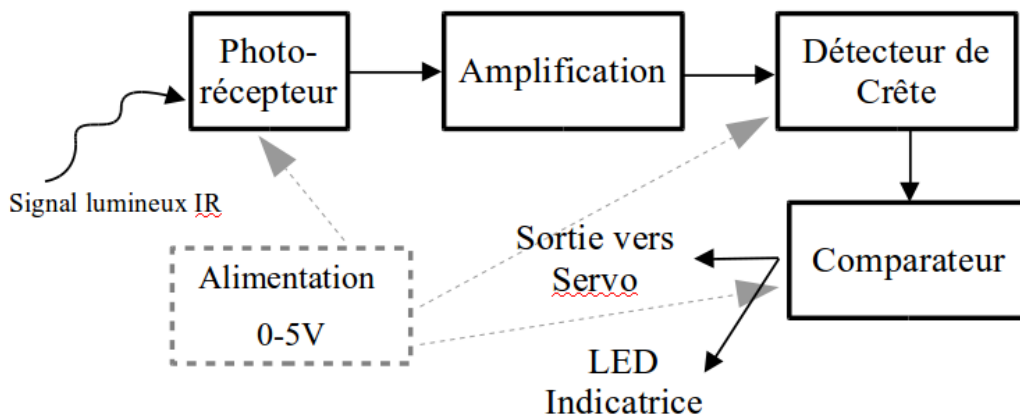 Photo-
récepteur
Amplification
Détecteur de
Crête
Signal lumineux IR
Alimentation
0-5V
Sortie vers
Servo
Comparateur
LED
Indicatrice